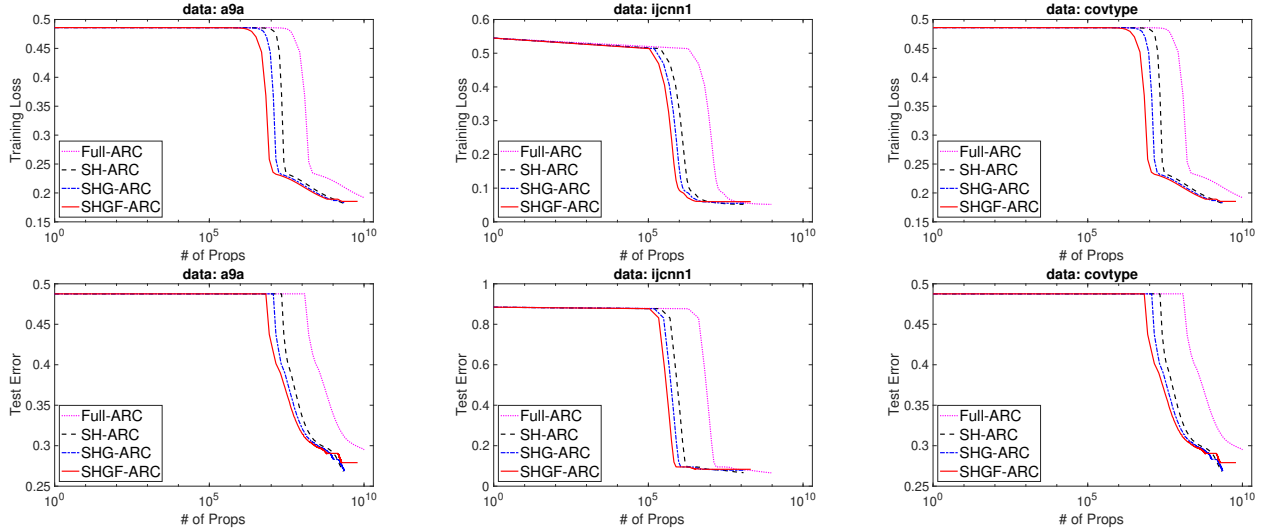 data: a9a
0.5
0.45
0.4
0.35
0.3
0.25
0.2
0.15
Training Loss
Full-ARC
SH-ARC
SHG-ARC
SHGF-ARC
10^0
10^5
10^10
# of Props
data: ijcnn1
0.6
0.5
0.4
0.3
0.2
0.1
0
Training Loss
Full-ARC
SH-ARC
SHG-ARC
SHGF-ARC
10^0
10^5
10^10
# of Props
data: covtype
0.5
0.45
0.4
0.35
0.3
0.25
0.2
0.15
Training Loss
Full-ARC
SH-ARC
SHG-ARC
SHGF-ARC
10^0
10^5
10^10
# of Props
data: a9a
0.5
0.45
0.4
0.35
0.3
0.25
Test Error
Full-ARC
SH-ARC
SHG-ARC
SHGF-ARC
10^0
10^5
10^10
# of Props
data: ijcnn1
1
0.8
0.6
0.4
0.2
0
Test Error
Full-ARC
SH-ARC
SHG-ARC
SHGF-ARC
10^0
10^5
10^10
# of Props
data: covtype
0.5
0.45
0.4
0.35
0.3
0.25
Test Error
Full-ARC
SH-ARC
SHG-ARC
SHGF-ARC
10^0
10^5
10^10
# of Props